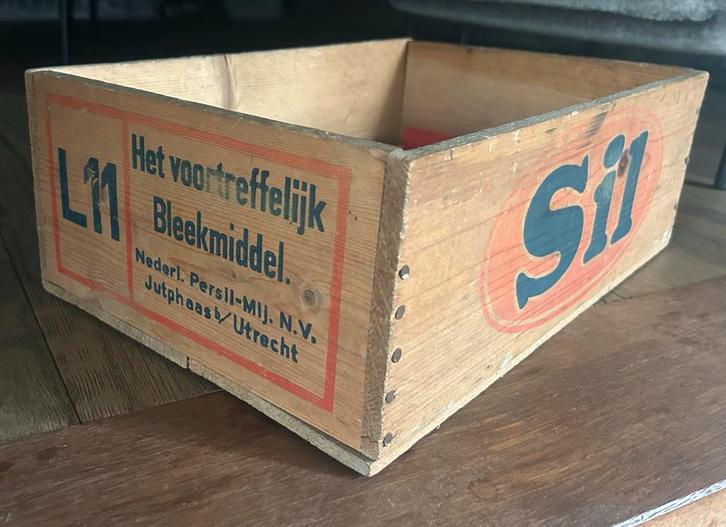 L11
Het voortreffelijk
Bleekmiddel.
Nederl. Persil-Mij. N.V.
Jutphaas b/Utrecht
Sil